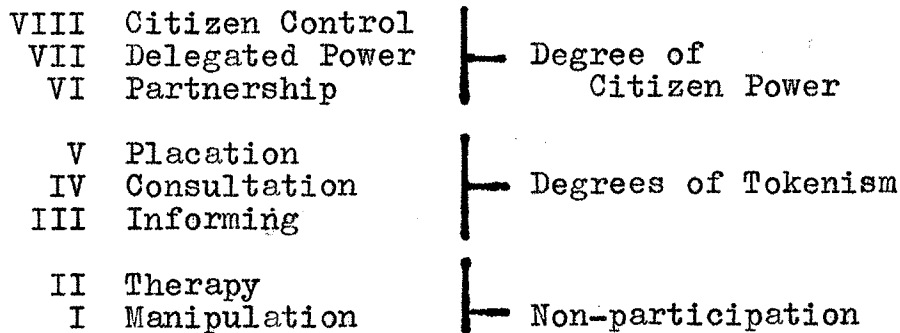 VIII Citizen Control
VII Delegated Power
VI Partnership
Degree of
Citizen Power
V Placation
IV Consultation
III Informing
Degrees of Tokenism
II Therapy
I Manipulation
Non-participation